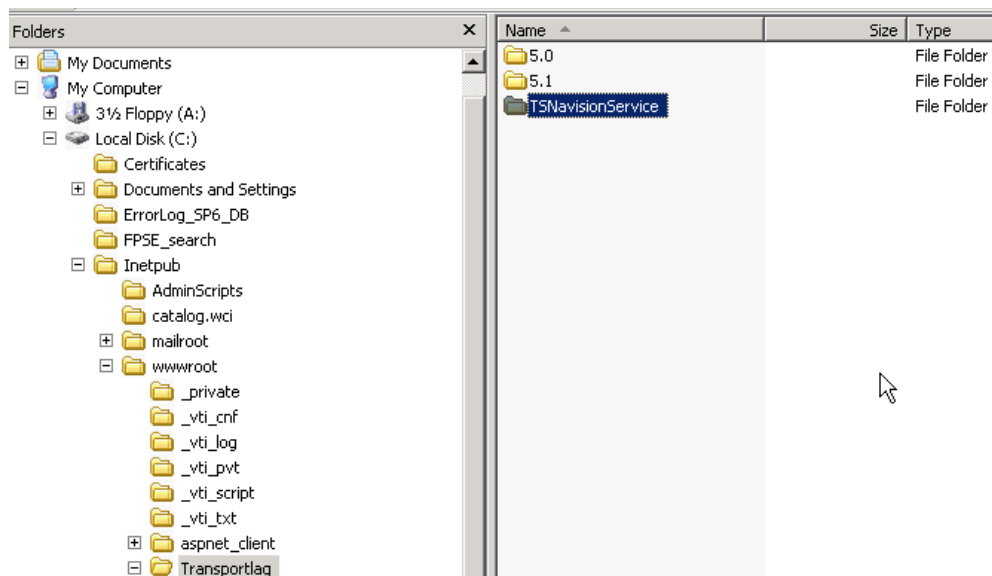 Folders
My Documents
My Computer
3½ Floppy (A:)
Local Disk (C:)
Certificates
Documents and Settings
ErrorLog_SP6_DB
FPSE_search
Inetpub
AdminScripts
catalog.wci
mailroot
wwwroot
_private
_vti_cnf
_vti_log
_vti_pvt
_vti_script
_vti_txt
aspnet_client
Transportlag
Name Size Type
5.0 File Folder
5.1 File Folder
TSNavisionService File Folder